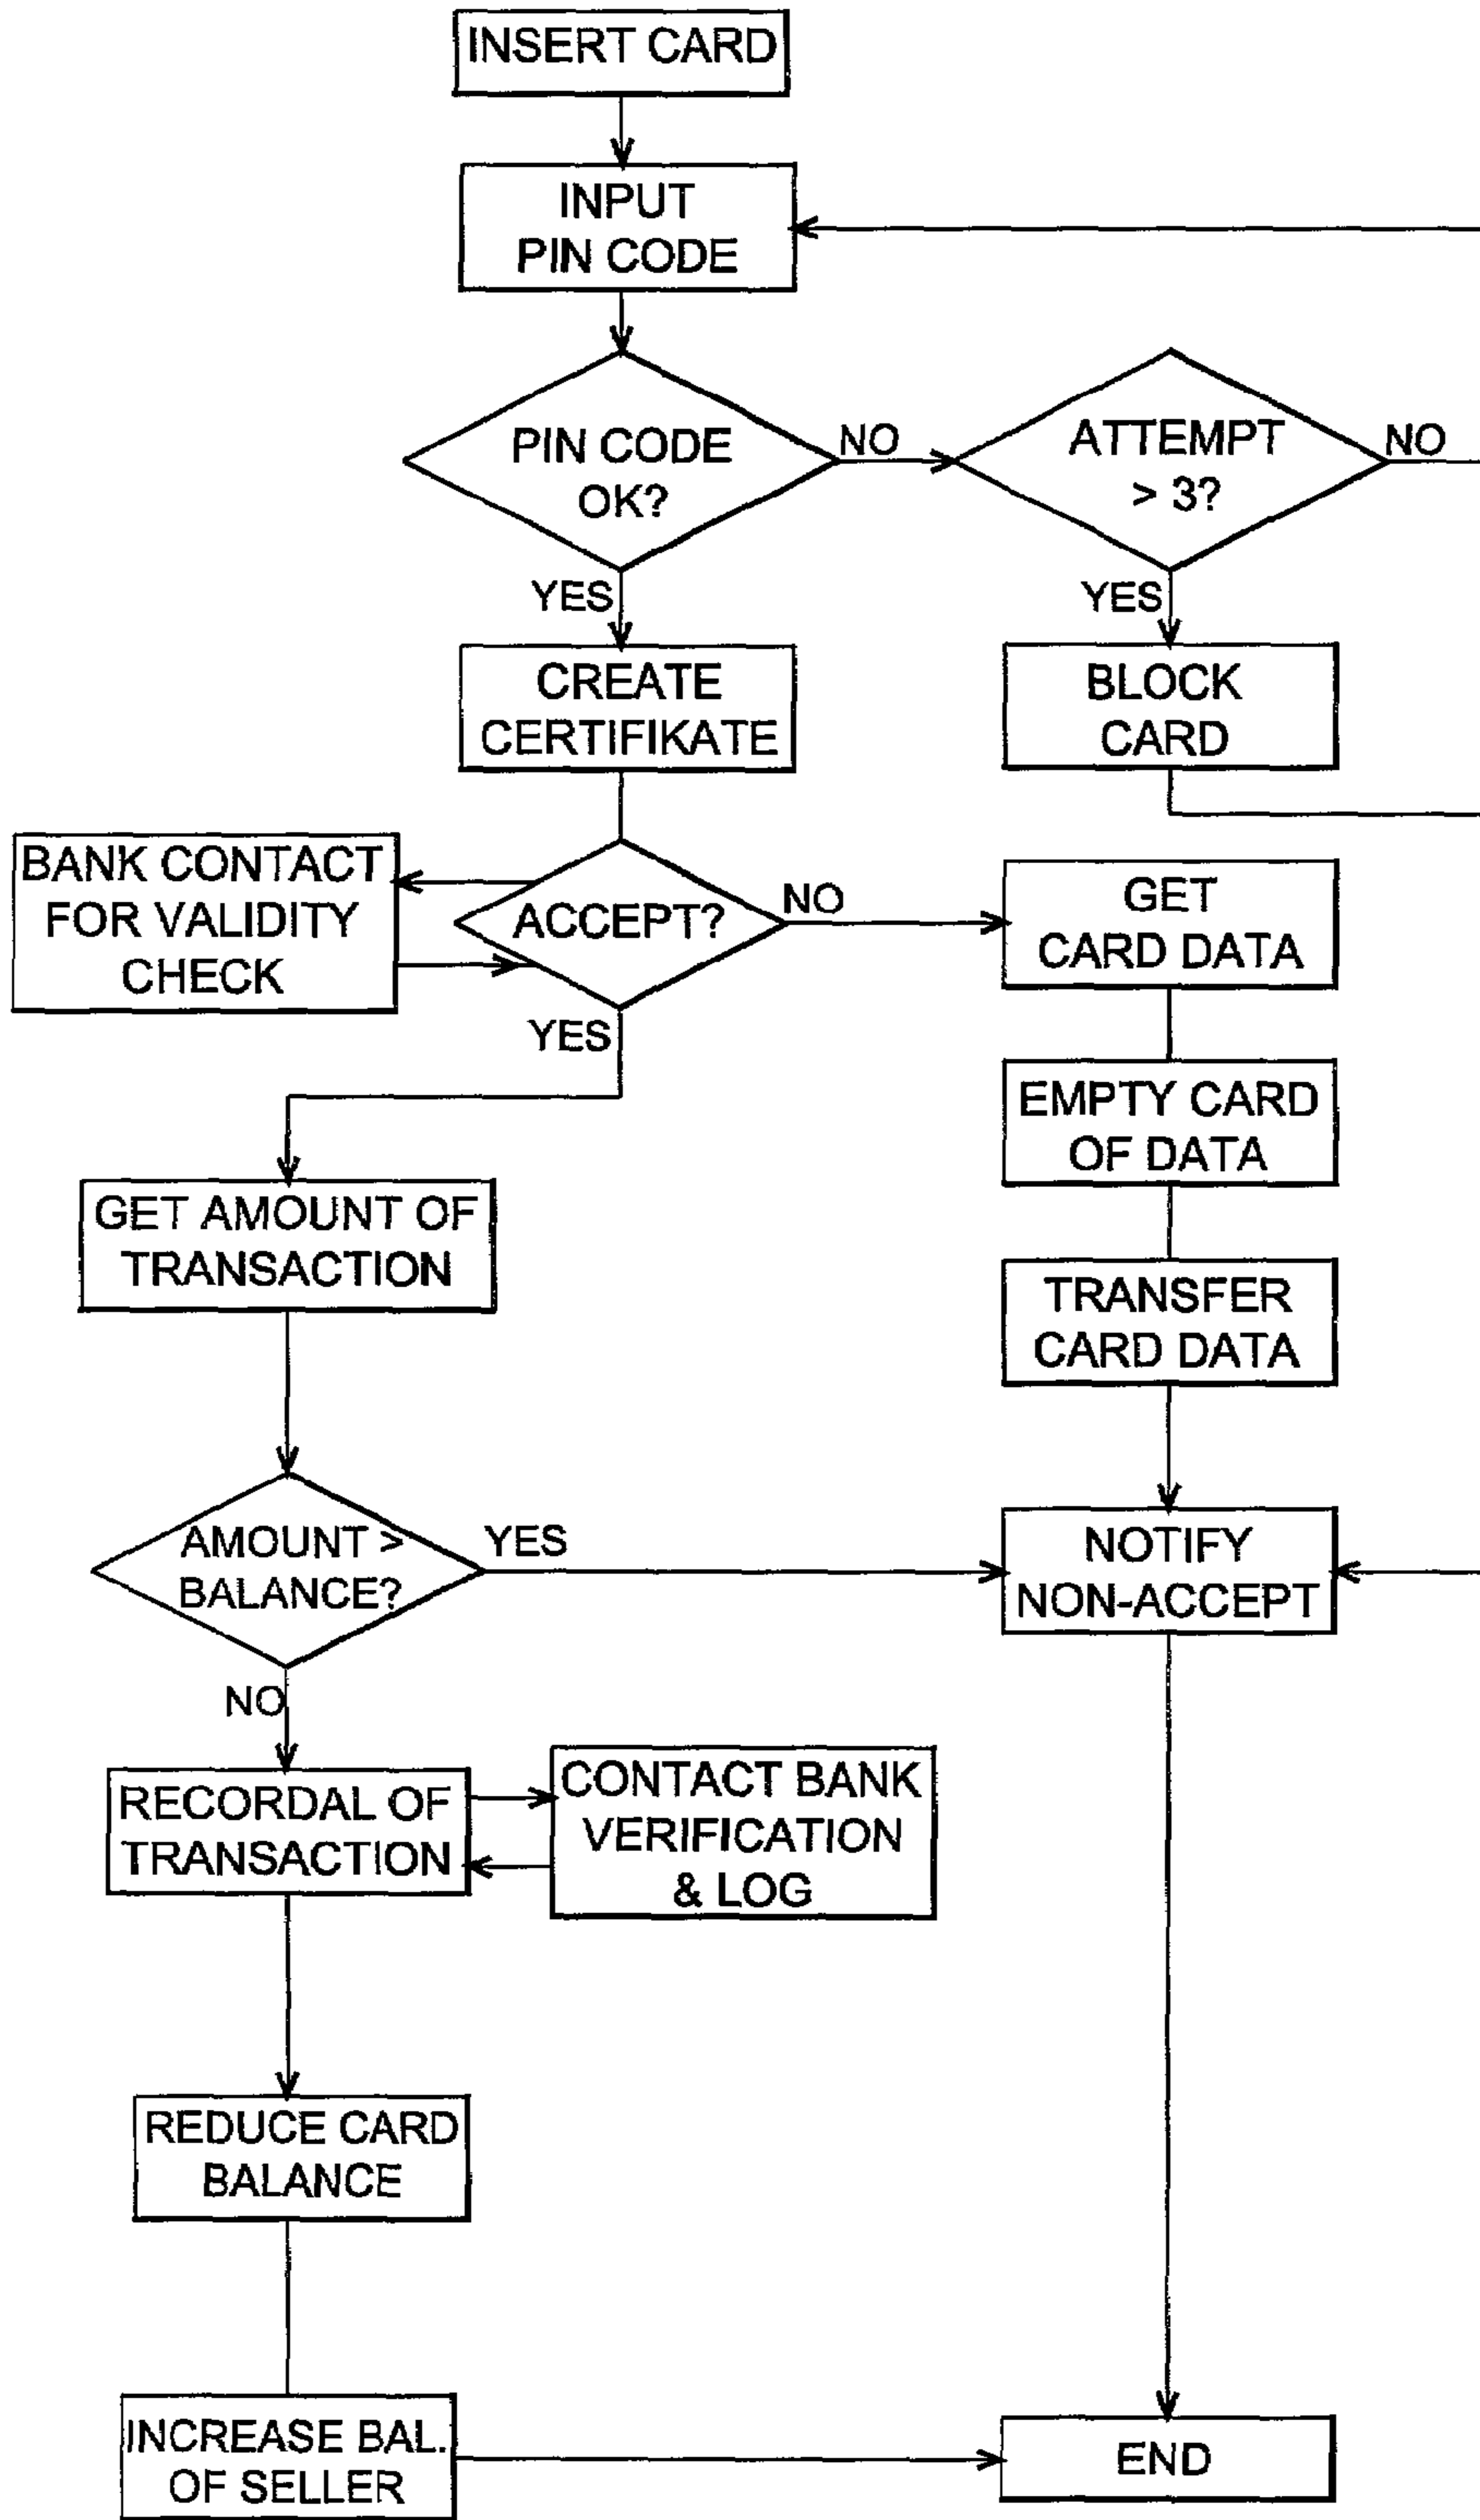 INSERT CARD
INPUT
PIN CODE
PIN CODE
OK?
NO
ATTEMPT
> 3?
NO
YES
YES
CREATE
CERTIFIKATE
BLOCK
CARD
BANK CONTACT
FOR VALIDITY
CHECK
ACCEPT?
NO
GET
CARD DATA
YES
EMPTY CARD
OF DATA
GET AMOUNT OF
TRANSACTION
TRANSFER
CARD DATA
AMOUNT >
BALANCE?
YES
NOTIFY
NON-ACCEPT
NO
RECORDAL OF
TRANSACTION
CONTACT BANK
VERIFICATION
& LOG
REDUCE CARD
BALANCE
INCREASE BAL.
OF SELLER
END